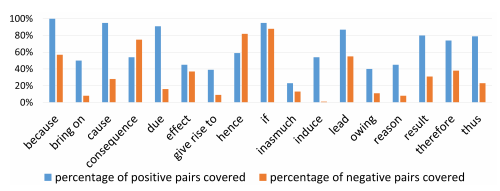 100%
80%
60%
40%
20%
0%
because
bring on
cause
consequence
due
effect
give rise to
hence
if
inasmuch
induce
lead
owing
reason
result
therefore
thus
percentage of positive pairs covered
percentage of negative pairs covered